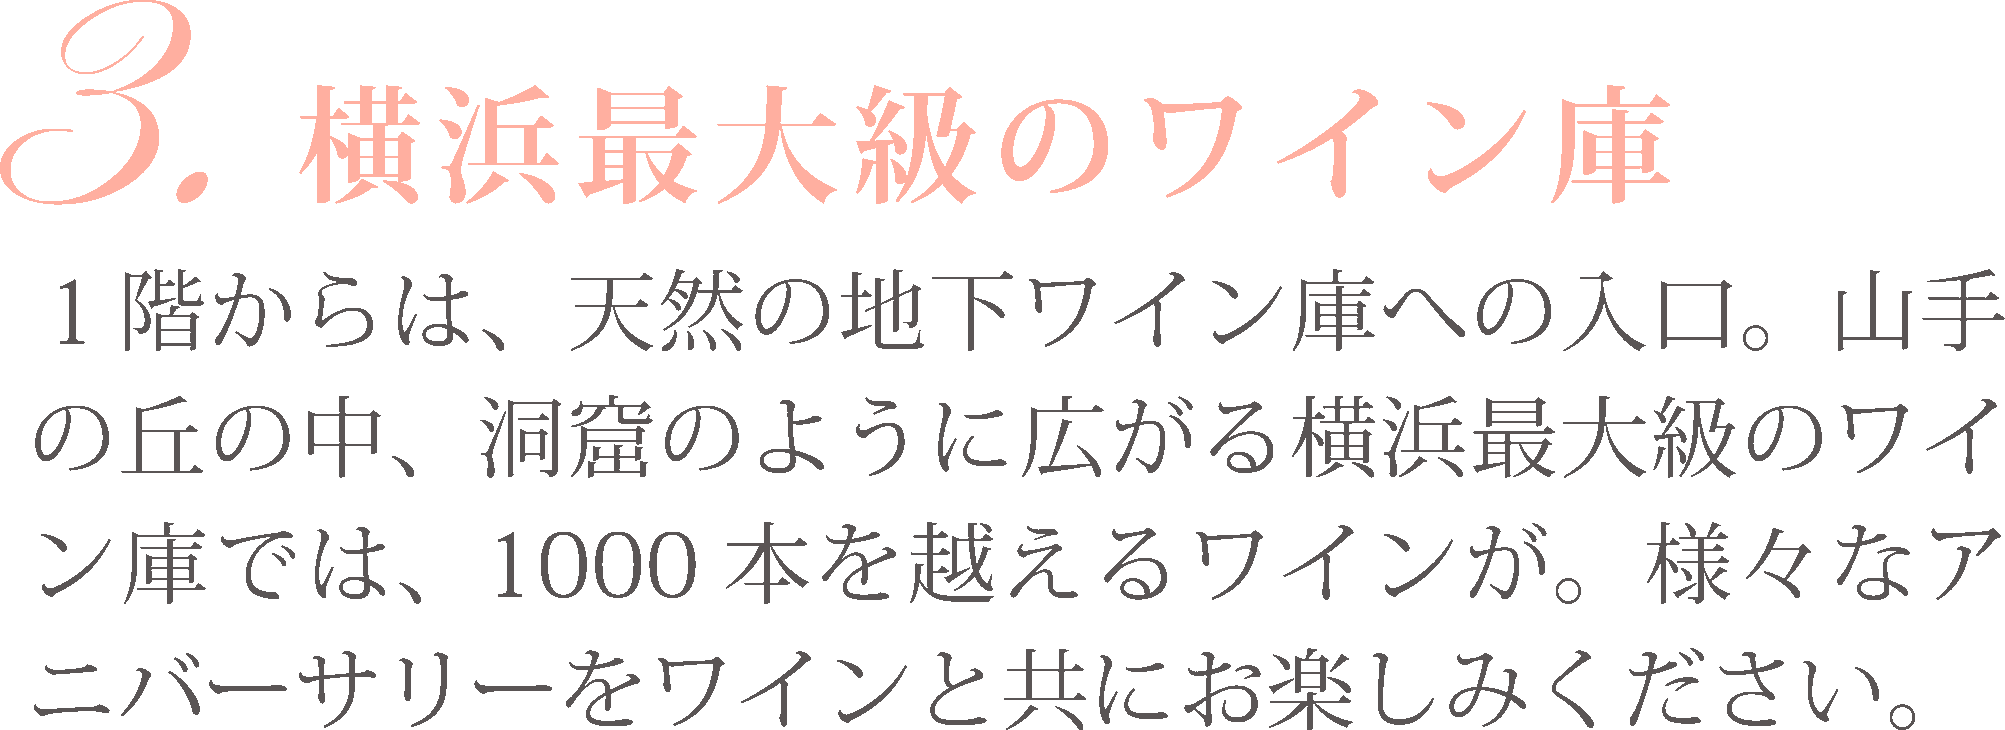 3. 横浜最大級のワイン庫
1 階からは、天然の地下ワイン庫への入口。山手
の丘の中、洞窟のように広がる横浜最大級のワイ
ン庫では、1000 本を越えるワインが。様々なア
ニバーサリーをワインと共にお楽しみください。